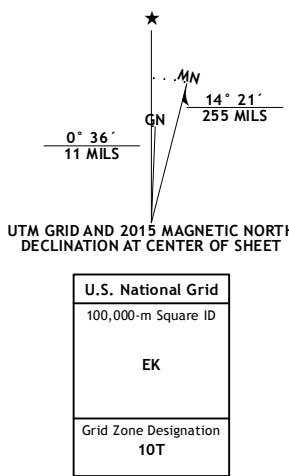 ★
MN
GN
14° 21´
255 MILS
0° 36´
11 MILS
UTM GRID AND 2015 MAGNETIC NORTH
DECLINATION AT CENTER OF SHEET
U.S. National Grid
100,000-m Square ID
EK
Grid Zone Designation
10T